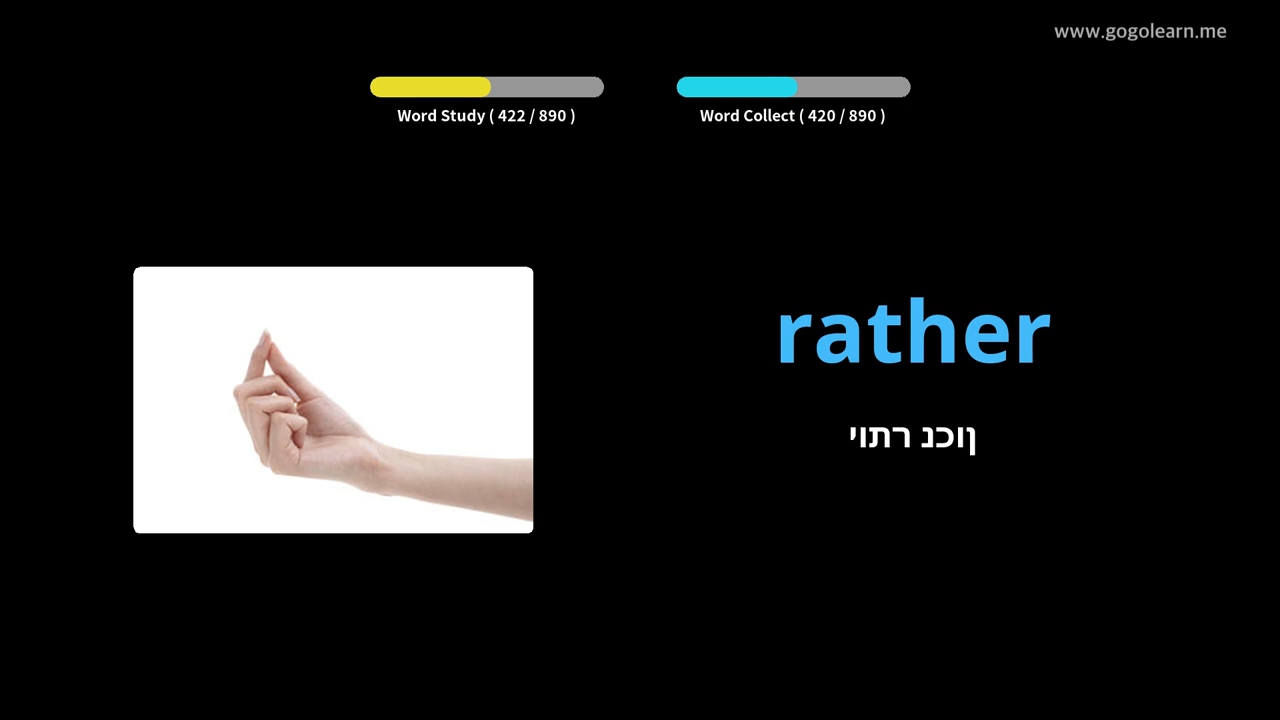 www.gogolearn.me
Word Study ( 422 / 890 )
Word Collect ( 420 / 890 )
rather
ןוכנ רתוי